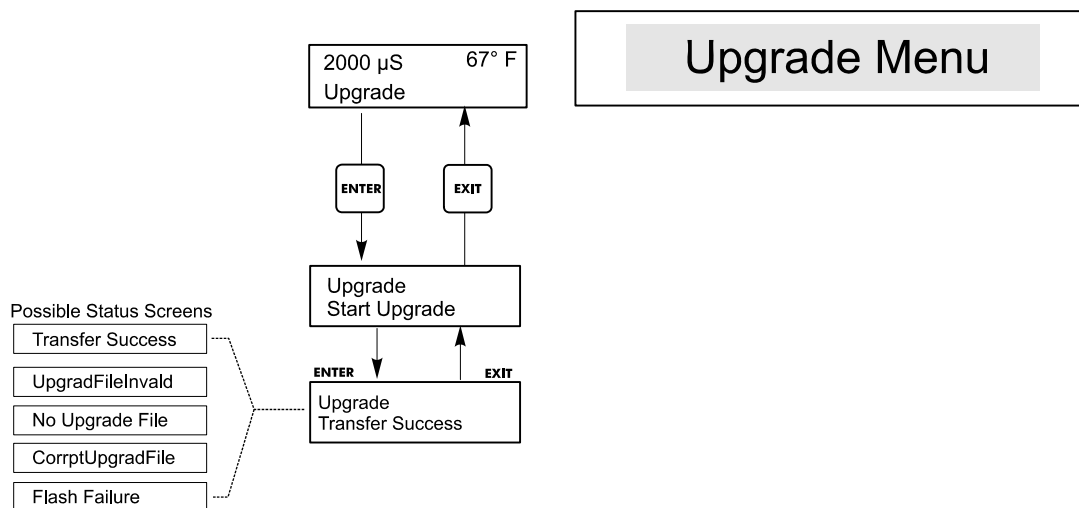 Upgrade Menu
2000 µS 67° F
Upgrade
ENTER EXIT
Upgrade
Start Upgrade
ENTER EXIT
Upgrade
Transfer Success
Possible Status Screens
Transfer Success
UpgradFileInvald
No Upgrade File
CorrptUpgradFile
Flash Failure